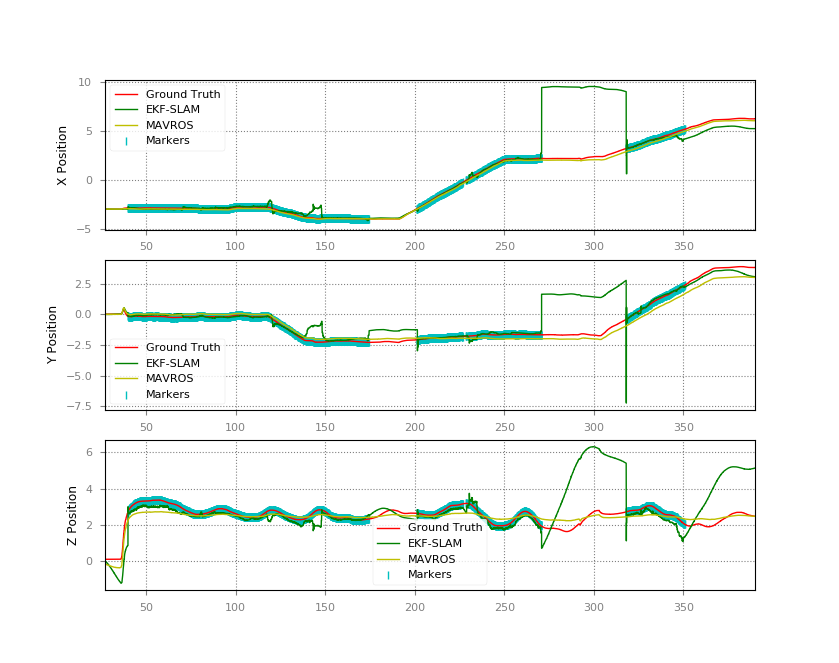 10
5
0
−5
X Position
Ground Truth
EKF-SLAM
MAVROS
Markers
50 100 150 200 250 300 350
2.5
0.0
−2.5
−5.0
−7.5
Y Position
Ground Truth
EKF-SLAM
MAVROS
Markers
50 100 150 200 250 300 350
6
4
2
0
Z Position
Ground Truth
EKF-SLAM
MAVROS
Markers
50 100 150 200 250 300 350